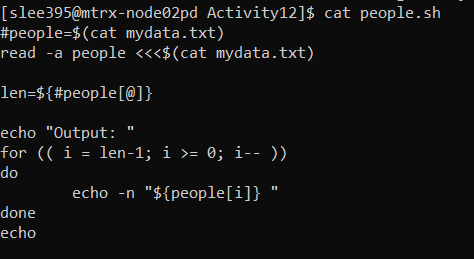 [slee395@mtrx-node02pd Activity12]$ cat people.sh
#people=$(cat mydata.txt)
read -a people <<<$(cat mydata.txt)

len=${#people[@]}

echo "Output: "
for (( i = len-1; i >= 0; i-- ))
do
        echo -n "${people[i]} "
done
echo